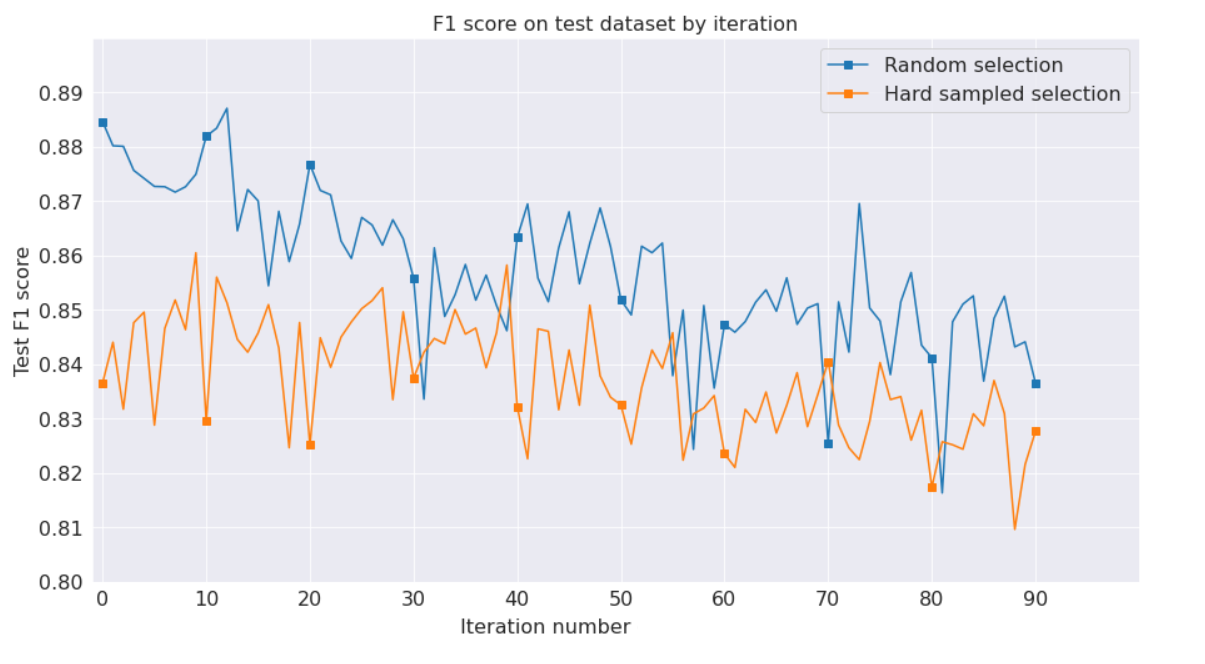 F1 score on test dataset by iteration
Random selection
Hard sampled selection
Test F1 score
0.89
0.88
0.87
0.86
0.85
0.84
0.83
0.82
0.81
0.80
0 10 20 30 40 50 60 70 80 90
Iteration number